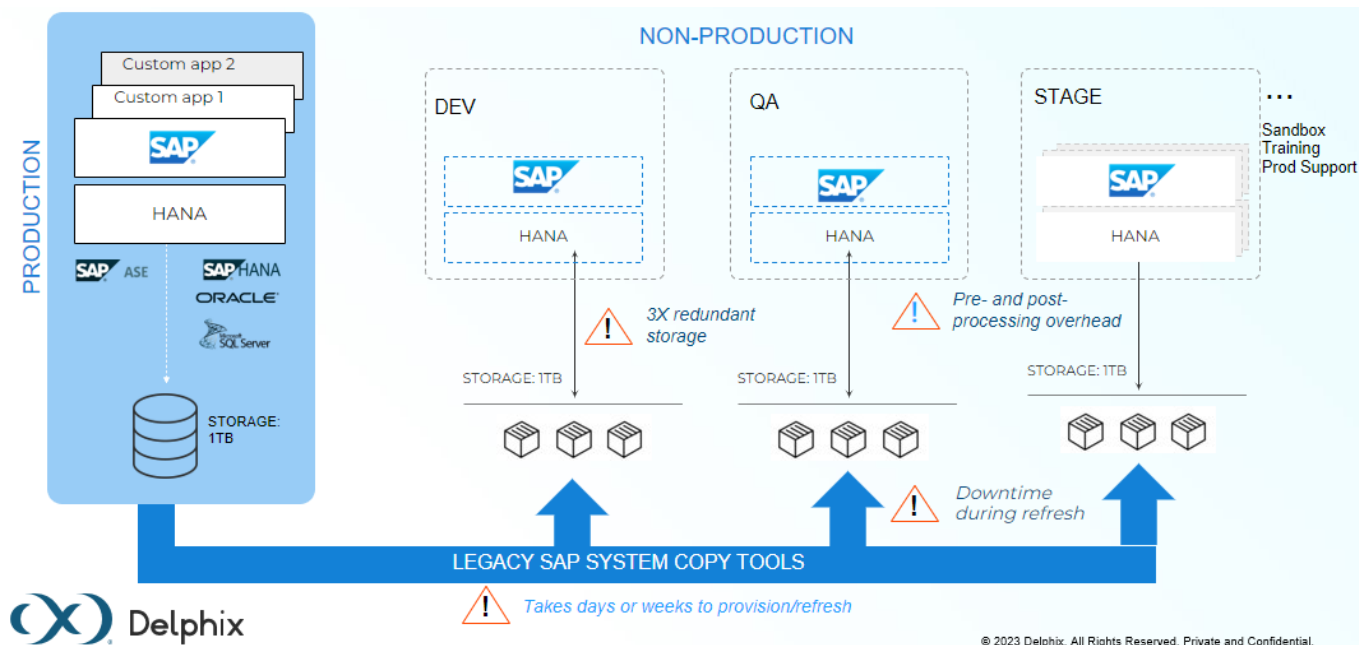 PRODUCTION
Custom app 2
Custom app 1
SAP
HANA
SAP ASE
SAP HANA
ORACLE
Microsoft
SQL Server
STORAGE:
1TB
NON-PRODUCTION
DEV
SAP
HANA
3X redundant
storage
STORAGE: 1TB
QA
SAP
HANA
Pre- and post-
processing overhead
STORAGE: 1TB
Downtime
during refresh
STAGE
SAP
HANA
STORAGE: 1TB
...
Sandbox
Training
Prod Support
LEGACY SAP SYSTEM COPY TOOLS
Takes days or weeks to provision/refresh
Delphix
© 2023 Delphix. All Rights Reserved. Private and Confidential.